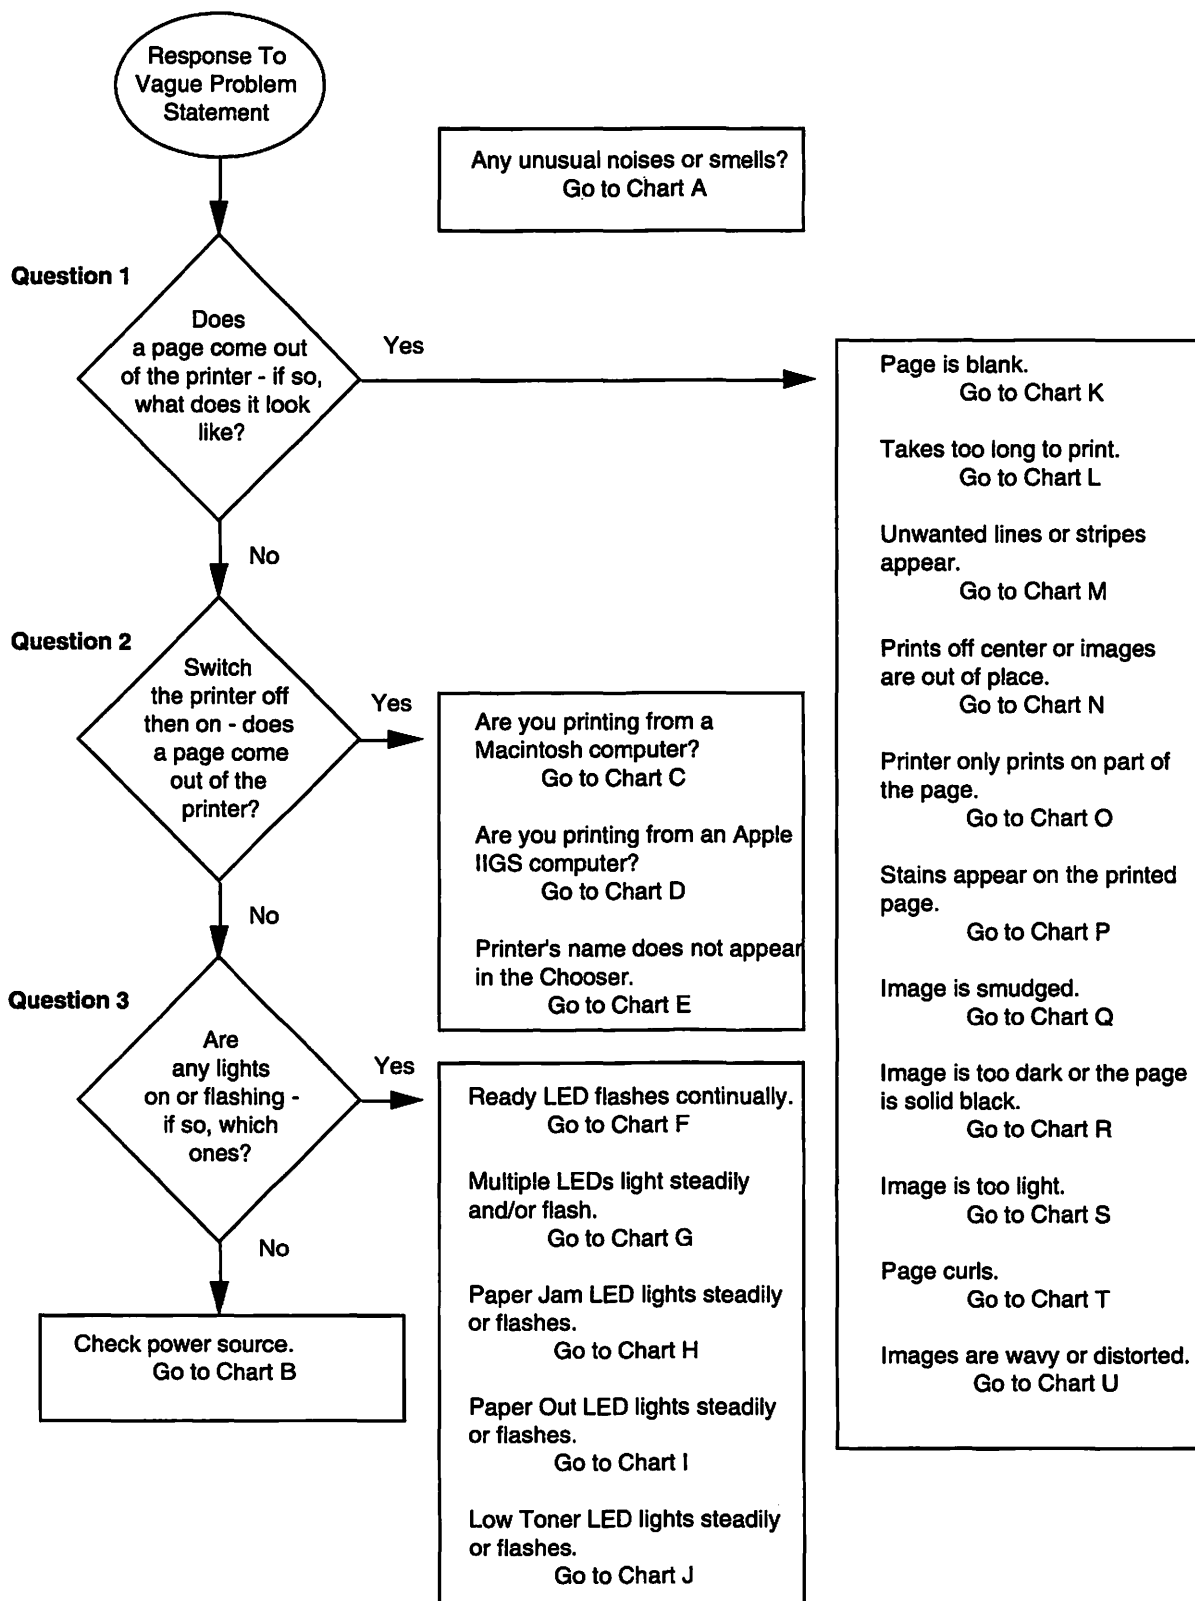 Response To
Vague Problem
Statement
Any unusual noises or smells?
Go to Chart A
Question 1
Does
a page come out
of the printer - if so,
what does it look
like?
Yes
No
Page is blank.
Go to Chart K
Takes too long to print.
Go to Chart L
Unwanted lines or stripes
appear.
Go to Chart M
Prints off center or images
are out of place.
Go to Chart N
Printer only prints on part of
the page.
Go to Chart O
Stains appear on the printed
page.
Go to Chart P
Image is smudged.
Go to Chart Q
Image is too dark or the page
is solid black.
Go to Chart R
Image is too light.
Go to Chart S
Page curls.
Go to Chart T
Images are wavy or distorted.
Go to Chart U
Question 2
Switch
the printer off
then on - does
a page come
out of the
printer?
Yes
No
Are you printing from a
Macintosh computer?
Go to Chart C
Are you printing from an Apple
IIGS computer?
Go to Chart D
Printer's name does not appear
in the Chooser.
Go to Chart E
Question 3
Are
any lights
on or flashing -
if so, which
ones?
Yes
No
Ready LED flashes continually.
Go to Chart F
Multiple LEDs light steadily
and/or flash.
Go to Chart G
Paper Jam LED lights steadily
or flashes.
Go to Chart H
Paper Out LED lights steadily
or flashes.
Go to Chart I
Low Toner LED lights steadily
or flashes.
Go to Chart J
Check power source.
Go to Chart B